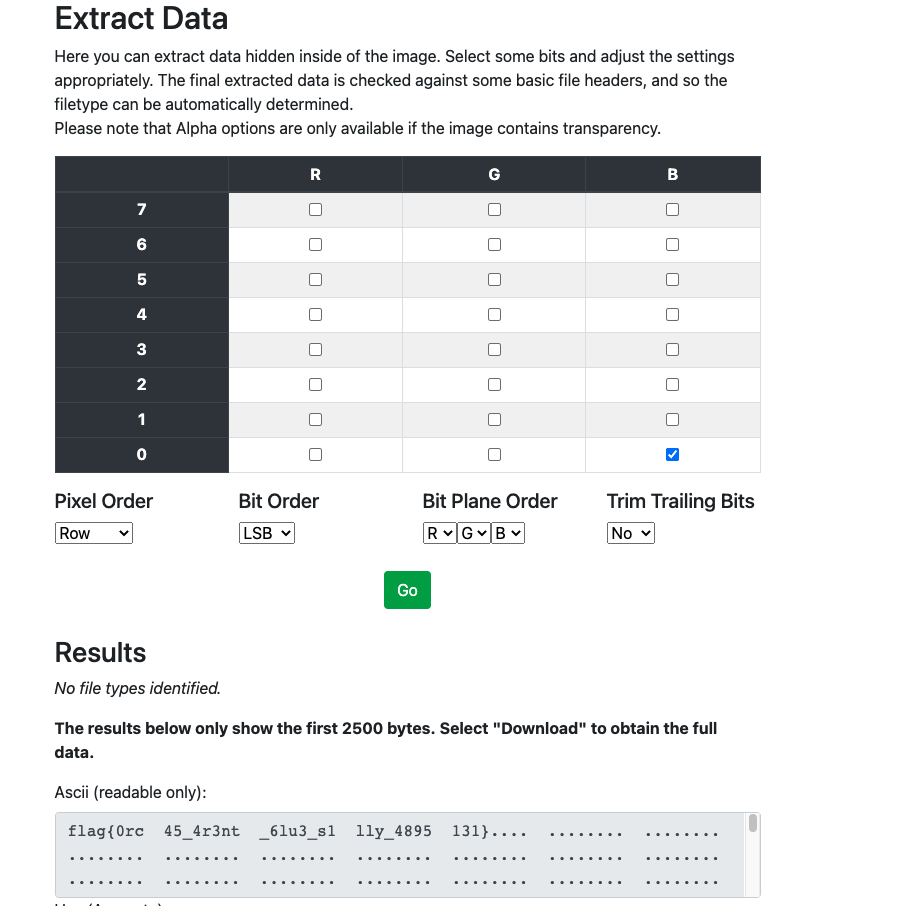 Extract Data
Here you can extract data hidden inside of the image. Select some bits and adjust the settings
appropriately. The final extracted data is checked against some basic file headers, and so the
filetype can be automatically determined.
Please note that Alpha options are only available if the image contains transparency.
R G B
7
6
5
4
3
2
1
0
Pixel Order Bit Order Bit Plane Order Trim Trailing Bits
Row LSB R G B No
Go
Results
No file types identified.
The results below only show the first 2500 bytes. Select "Download" to obtain the full
data.
Ascii (readable only):
flag{0rc 45_4r3nt _6lu3_s1 lly_4895 131}.... ........ ........
........ ........ ........ ........ ........ ........ ........
........ ........ ........ ........ ........ ........ ........